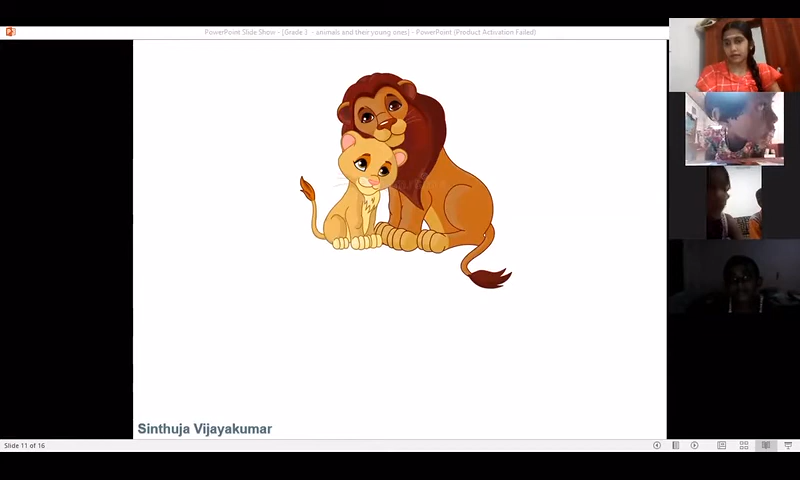 PowerPoint Slide Show - [Grade 3 - animals and their young ones] - PowerPoint (Product Activation Failed)
Sinthuja Vijayakumar
Slide 11 of 16